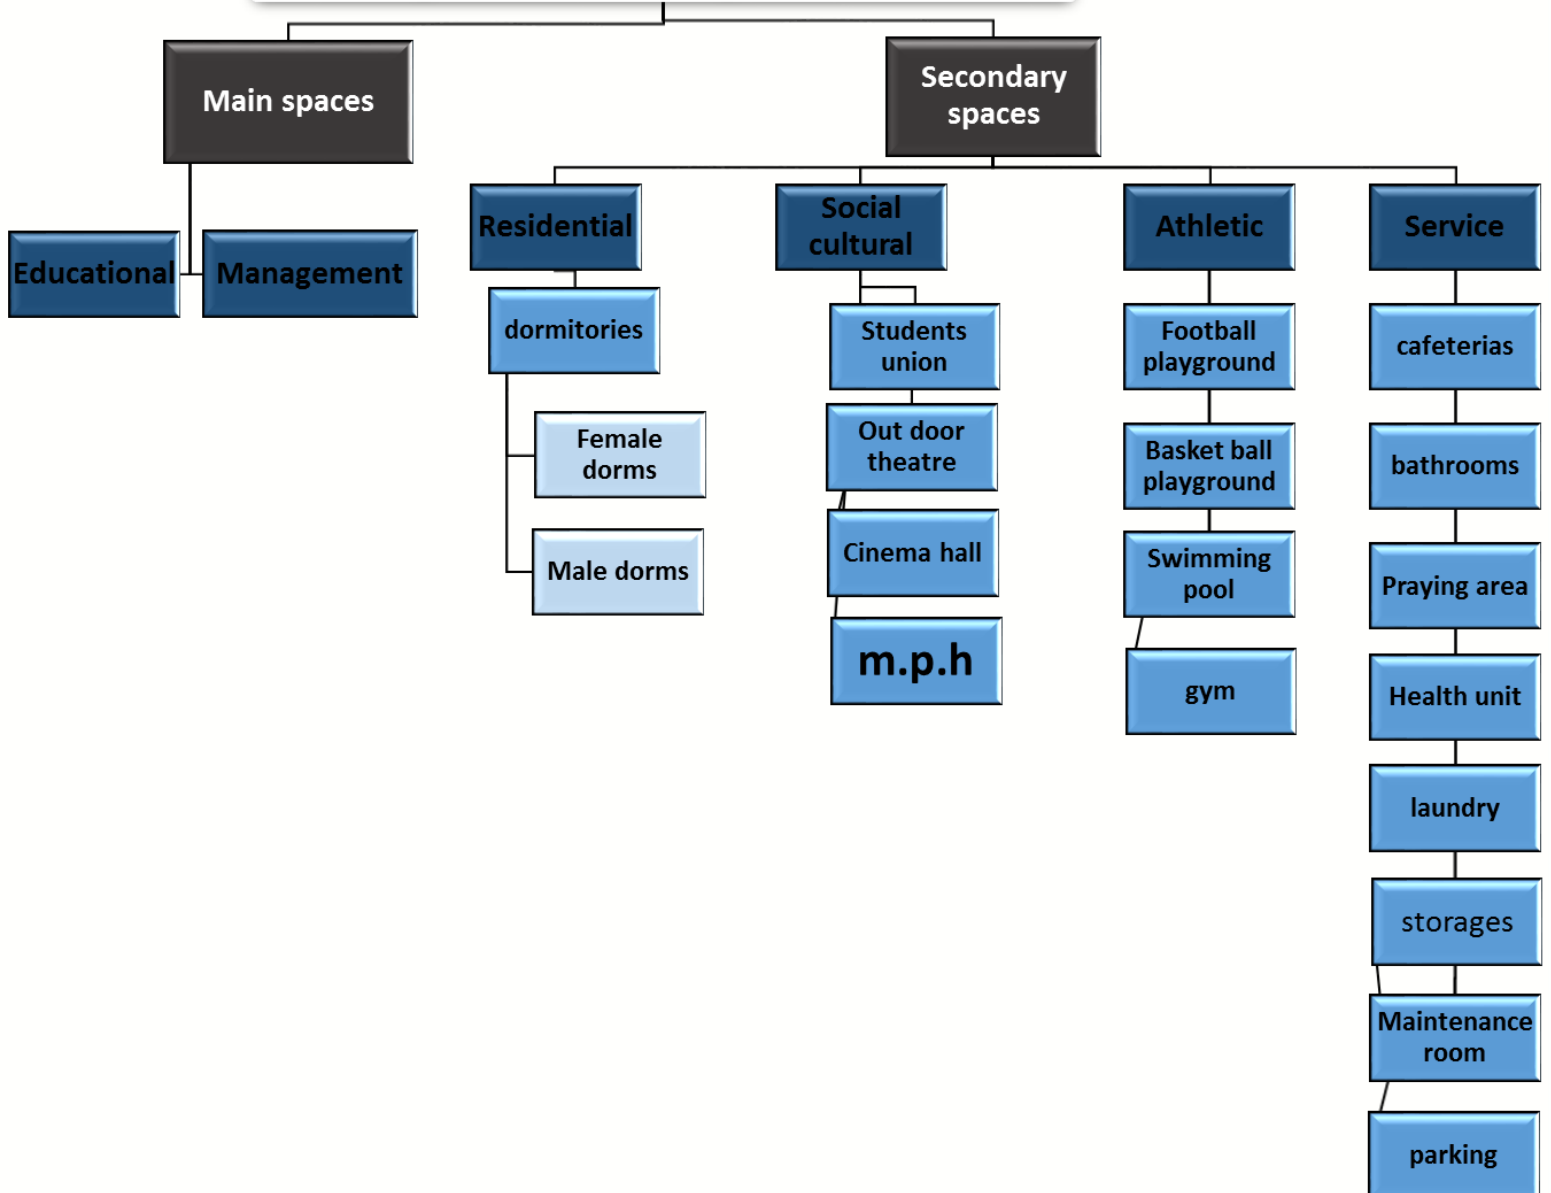 Main spaces
Secondary
spaces
Educational
Management
Residential
dormitories
Female
dorms
Male dorms
Social
cultural
Students
union
Out door
theatre
Cinema hall
m.p.h
Athletic
Football
playground
Basket ball
playground
Swimming
pool
gym
Service
cafeterias
bathrooms
Praying area
Health unit
laundry
storages
Maintenance
room
parking